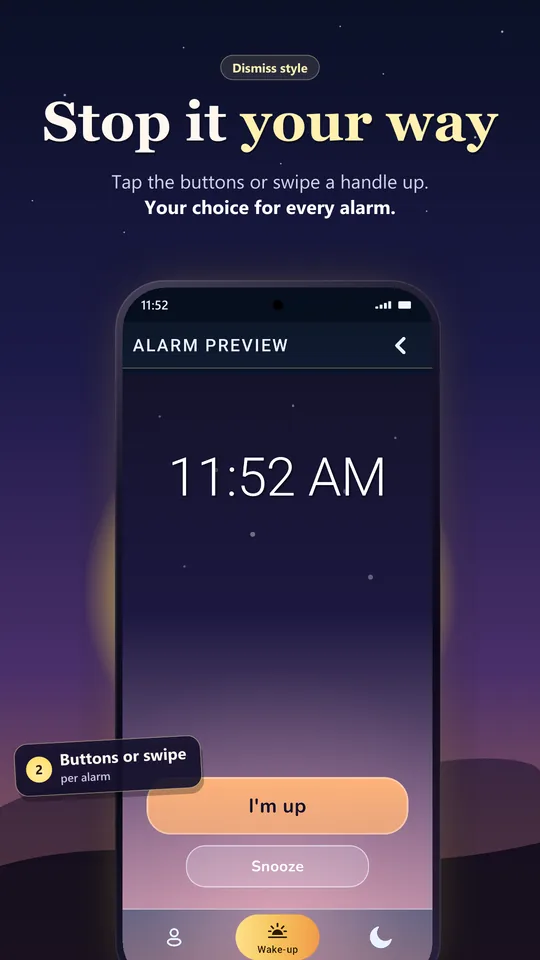 Dismiss style
Stop it your way
Tap the buttons or swipe a handle up.
Your choice for every alarm.
11:52
ALARM PREVIEW
11:52 AM
2
Buttons or swipe
per alarm
I'm up
Snooze
Wake-up